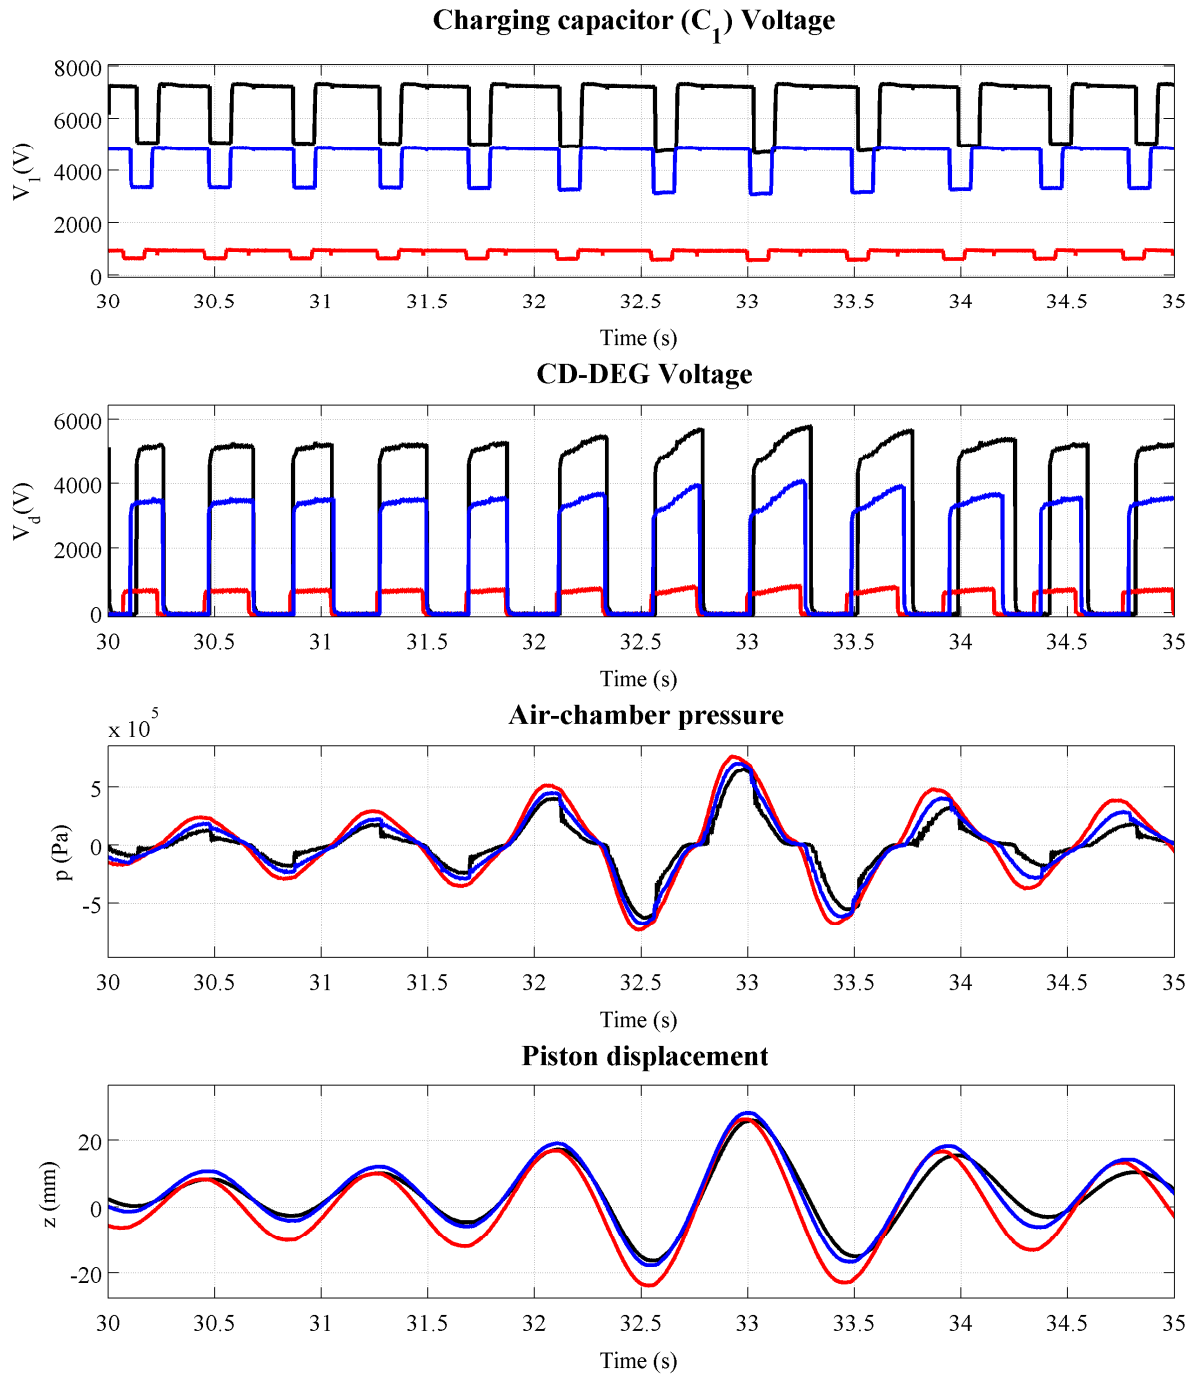 Charging capacitor (C1) Voltage
8000
6000
4000
2000
0
V1(V)
30 30.5 31 31.5 32 32.5 33 33.5 34 34.5 35
Time (s)
CD-DEG Voltage
6000
4000
2000
0
Vd(V)
30 30.5 31 31.5 32 32.5 33 33.5 34 34.5 35
Time (s)
Air-chamber pressure
x 10^5
5
0
-5
p (Pa)
30 30.5 31 31.5 32 32.5 33 33.5 34 34.5 35
Time (s)
Piston displacement
20
0
-20
z (mm)
30 30.5 31 31.5 32 32.5 33 33.5 34 34.5 35
Time (s)